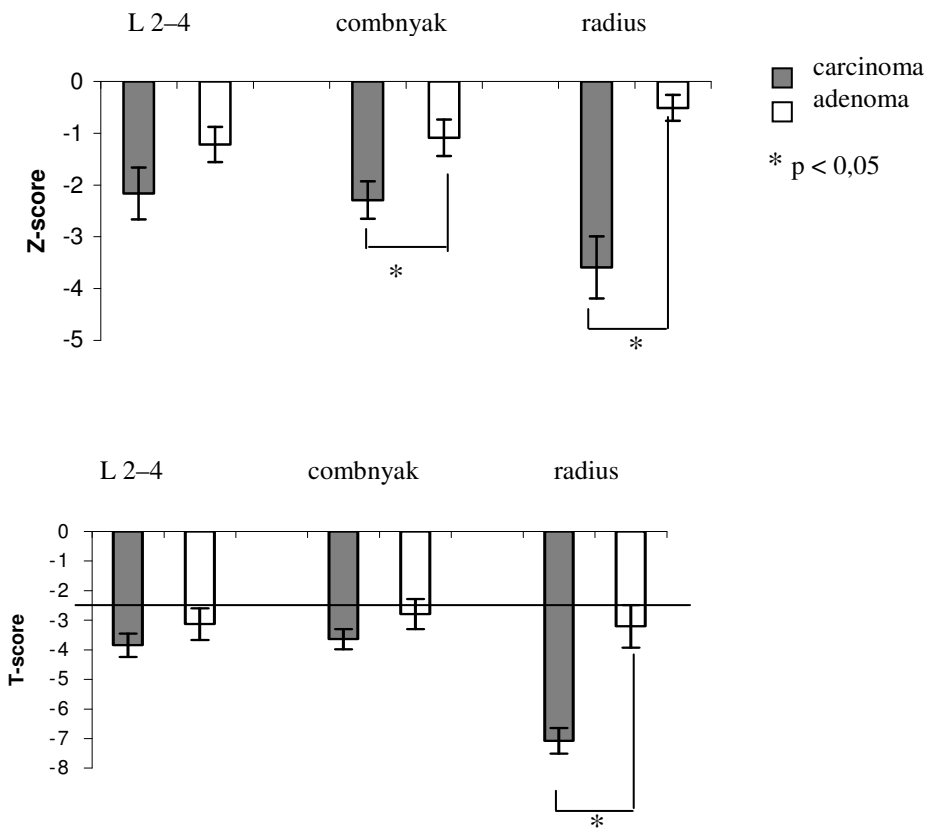 L 2–4 combnyak radius
carcinoma
adenoma
* p < 0,05
Z-score
0
-1
-2
-3
-4
-5
*
*
L 2–4 combnyak radius
T-score
0
-1
-2
-3
-4
-5
-6
-7
-8
*